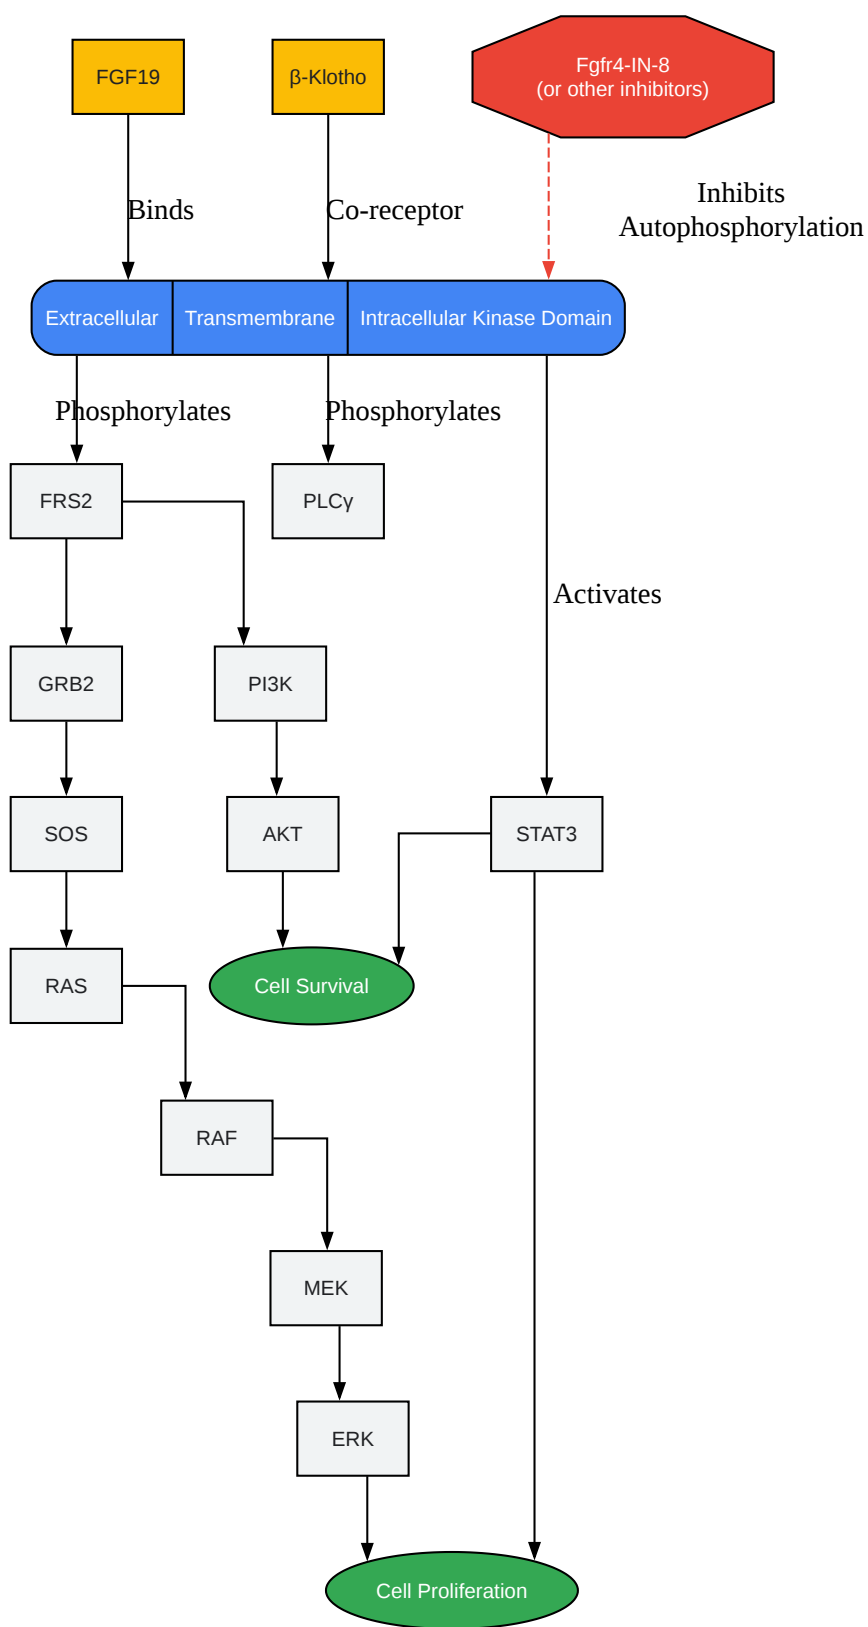 FGF19
β-Klotho
Fgfr4-IN-8
(or other inhibitors)
Binds
Co-receptor
Inhibits
Autophosphorylation
Extracellular
Transmembrane
Intracellular Kinase Domain
Phosphorylates
Phosphorylates
FRS2
PLCγ
Activates
GRB2
PI3K
SOS
AKT
STAT3
RAS
Cell Survival
RAF
MEK
ERK
Cell Proliferation